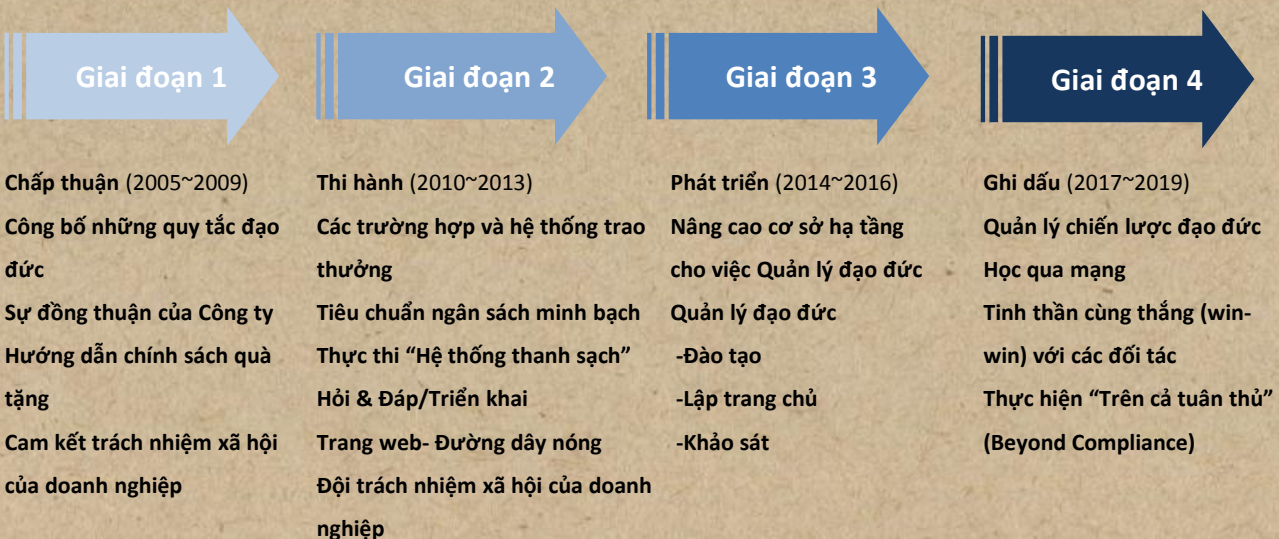 Giai đoạn 1
Giai đoạn 2
Giai đoạn 3
Giai đoạn 4
Chấp thuận (2005~2009)
Công bố những quy tắc đạo
đức
Sự đồng thuận của Công ty
Hướng dẫn chính sách quà
tặng
Cam kết trách nhiệm xã hội
của doanh nghiệp
Thi hành (2010~2013)
Các trường hợp và hệ thống trao
thưởng
Tiêu chuẩn ngân sách minh bạch
Thực thi “Hệ thống thanh sạch”
Hỏi & Đáp/Triển khai
Trang web- Đường dây nóng
Đội trách nhiệm xã hội của doanh
nghiệp
Phát triển (2014~2016)
Nâng cao cơ sở hạ tầng
cho việc Quản lý đạo đức
Quản lý đạo đức
-Đào tạo
-Lập trang chủ
-Khảo sát
Ghi dấu (2017~2019)
Quản lý chiến lược đạo đức
Học qua mạng
Tinh thần cùng thắng (win-
win) với các đối tác
Thực hiện “Trên cả tuân thủ”
(Beyond Compliance)